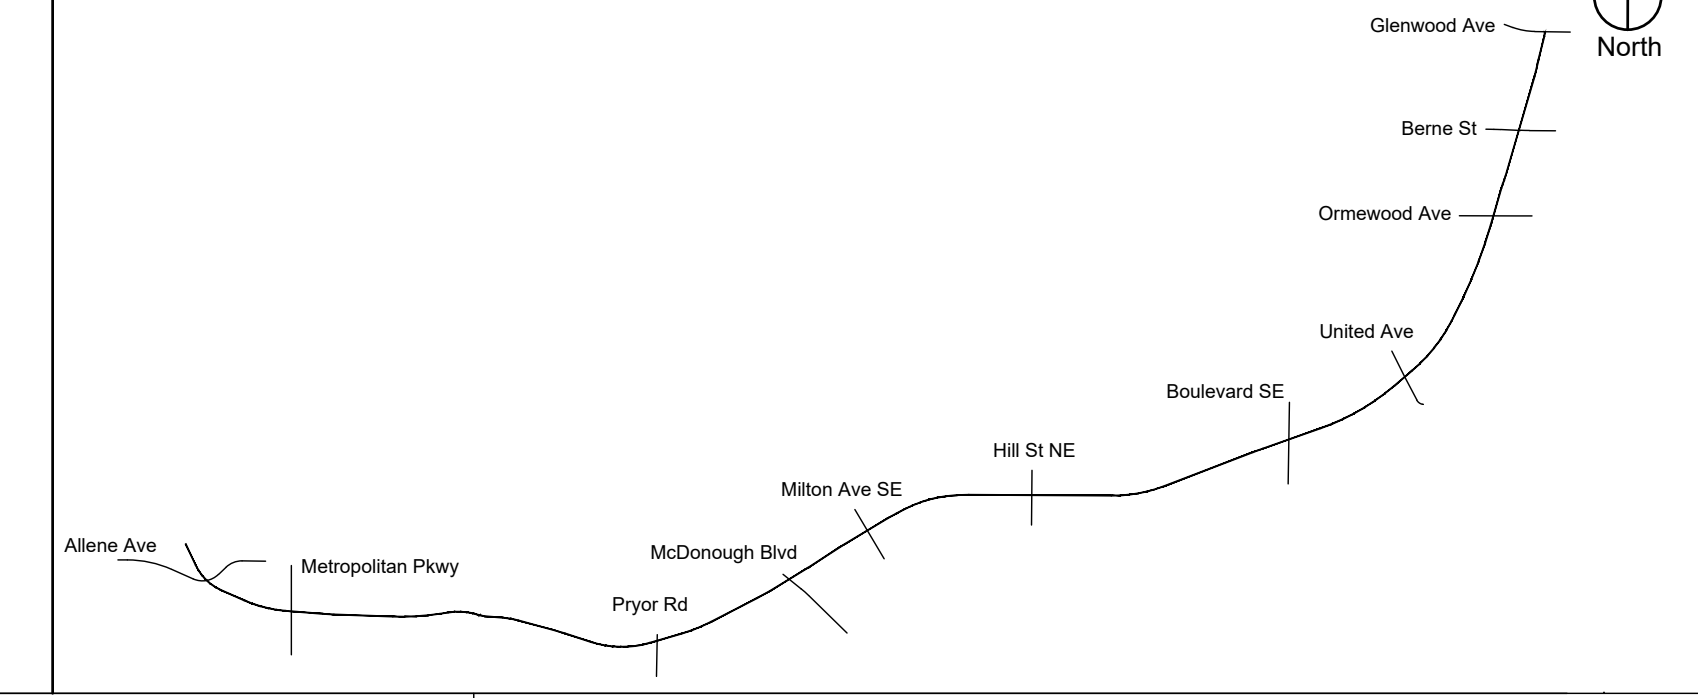 Glenwood Ave
North
Berne St
Ormewood Ave
United Ave
Boulevard SE
Hill St NE
Milton Ave SE
Allene Ave
McDonough Blvd
Metropolitan Pkwy
Pryor Rd